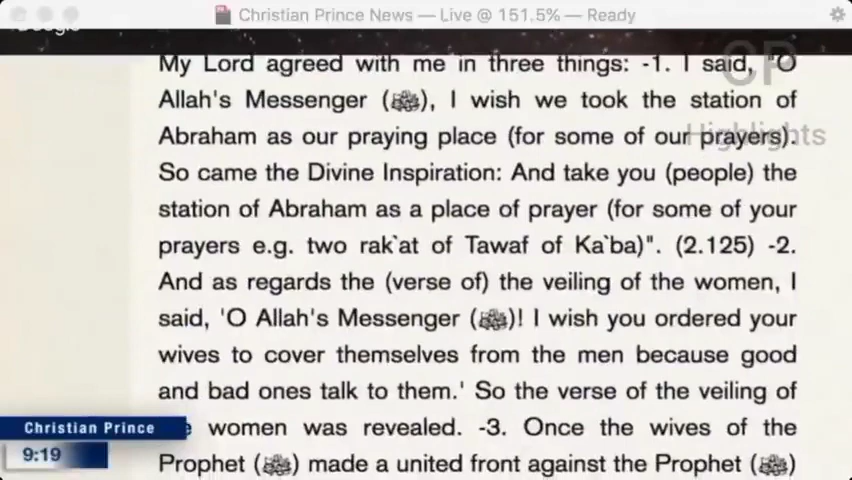 Christian Prince News — Live @ 151.5% — Ready
My Lord agreed with me in three things: -1. I said, "O
Allah's Messenger (ﷺ), I wish we took the station of
Abraham as our praying place (for some of our prayers).
So came the Divine Inspiration: And take you (people) the
station of Abraham as a place of prayer (for some of your
prayers e.g. two rak`at of Tawaf of Ka`ba)". (2.125) -2.
And as regards the (verse of) the veiling of the women, I
said, 'O Allah's Messenger (ﷺ)! I wish you ordered your
wives to cover themselves from the men because good
and bad ones talk to them.' So the verse of the veiling of
women was revealed. -3. Once the wives of the
Prophet (ﷺ) made a united front against the Prophet (ﷺ)
CP
Highlights
Christian Prince
9:19